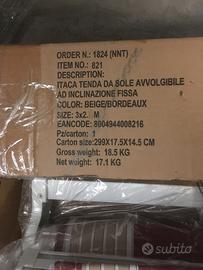 ORDER N.: 1824 (NNT)
ITEM NO.: 821
DESCRIPTION:
ITACA TENDA DA SOLE AVVOLGIBILE
AD INCLINAZIONE FISSA
COLOR: BEIGE/BORDEAUX
SIZE: 3x2. M
EANCODE: 8004944008216
Pz/carton: 1
Carton size:299X17.5X14.5 CM
Gross weight: 18.5 KG
Net weight: 17.1 KG
subito